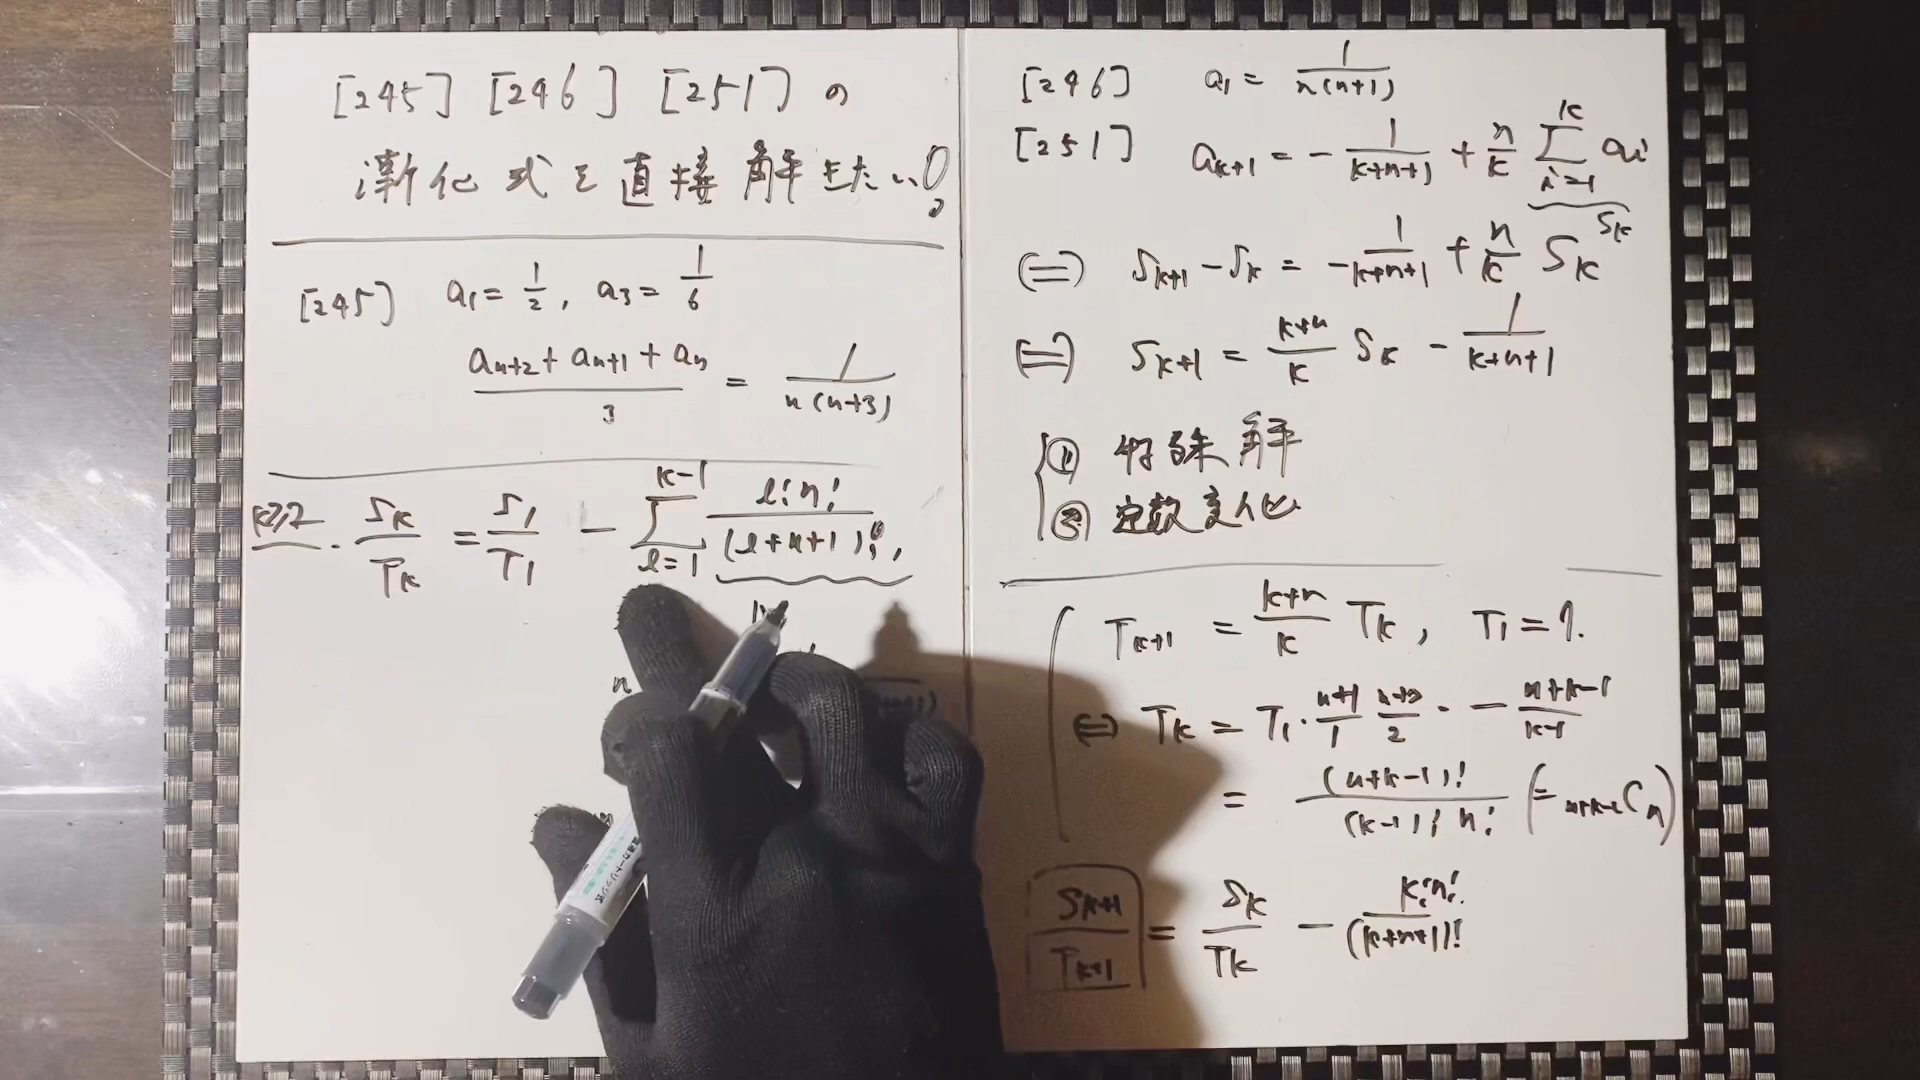 [245] [246] [251] の
漸化式を直接解きたい!
[245] a₁ = 1/2, a₃ = 1/6
(aₙ₊₂ + aₙ₊₁ + aₙ)/3 = 1/(n(n+3))
k≧2. Sₖ/Tₖ = S₁/T₁ - Σ_{l=1}^{k-1} l!n!/(l+n+1)!,
n
[246] a₁ = 1/(n(n+1))
[251] aₖ₊₁ = -1/(k+n+1) + n/k Σ_{i=1}^{k} aᵢ
Sₖ
⇔ Sₖ₊₁ - Sₖ = -1/(k+n+1) + n/k Sₖ
⇔ Sₖ₊₁ = (k+n)/k Sₖ - 1/(k+n+1)
① 特殊解
② 定数変化
Tₖ₊₁ = (k+n)/k Tₖ, T₁ = 1.
⇔ Tₖ = T₁ · (n+1)/1 (n+2)/2 · - (n+k-1)/(k-1)
= (n+k-1)!/((k-1)! n!) (= ₙ₊ₖ₋₁Cₙ)
Sₖ₊₁/Tₖ₊₁ = Sₖ/Tₖ - k!n!/(k+n+1)!